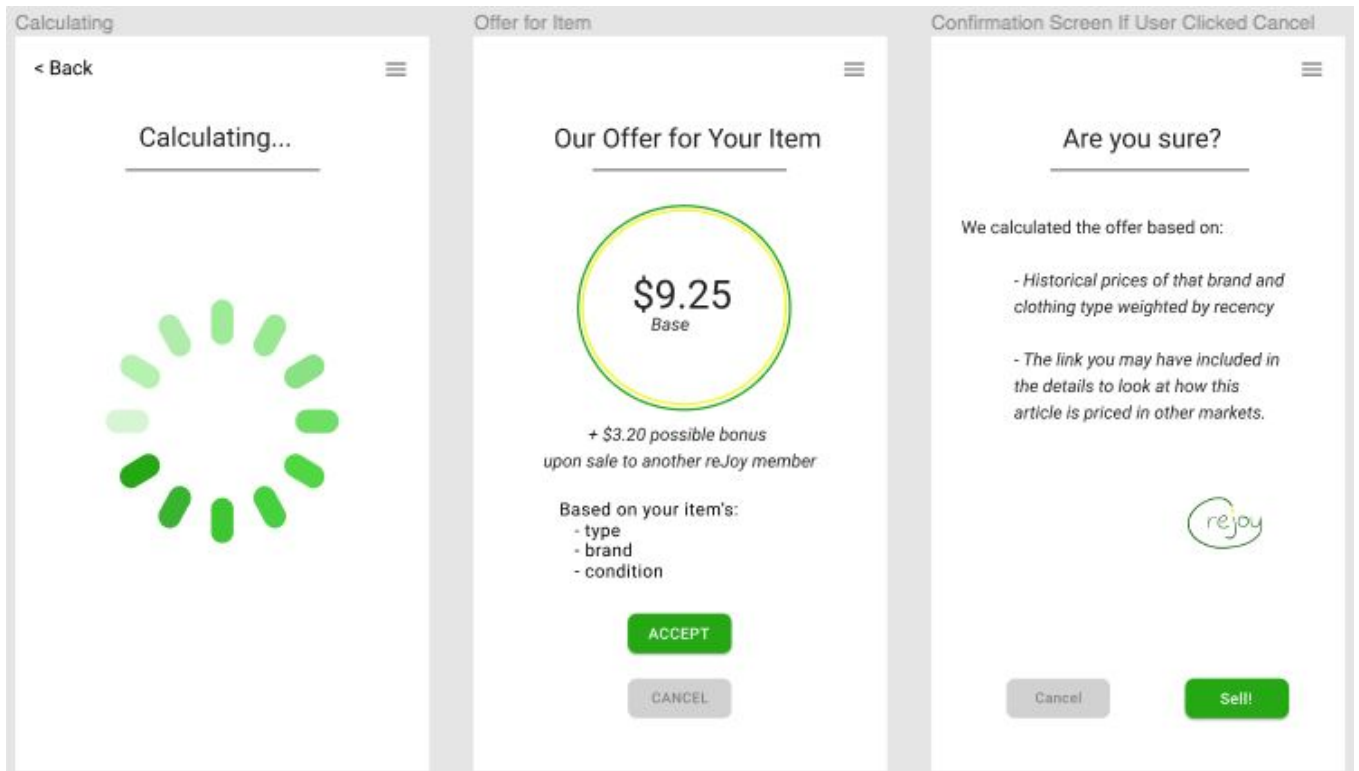 Calculating
< Back
Calculating...
Offer for Item
Our Offer for Your Item
$9.25
Base
+ $3.20 possible bonus
upon sale to another reJoy member
Based on your item's:
- type
- brand
- condition
ACCEPT
CANCEL
Confirmation Screen If User Clicked Cancel
Are you sure?
We calculated the offer based on:
- Historical prices of that brand and
clothing type weighted by recency
- The link you may have included in
the details to look at how this
article is priced in other markets.
rejoy
Cancel
Sell!